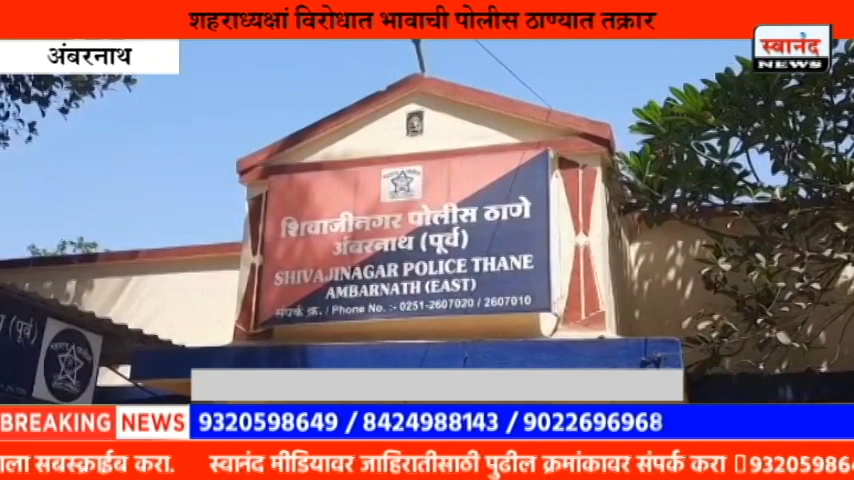 शहराध्यक्षां विरोधात भावाची पोलीस ठाण्यात तक्रार
अंबरनाथ
स्वानंद
NEWS
शिवाजीनगर पोलीस ठाणे
अंबरनाथ (पूर्व)
SHIVAJINAGAR POLICE THANE
AMBARNATH (EAST)
संपर्क क्र. / Phone No. :- 0251-2607020 / 2607010
(पूर्व)
BREAKING NEWS
9320598649 / 8424988143 / 9022696968
ला सबस्क्राईब करा. स्वानंद मीडियावर जाहिरातीसाठी पुढील क्रमांकावर संपर्क करा 932059864